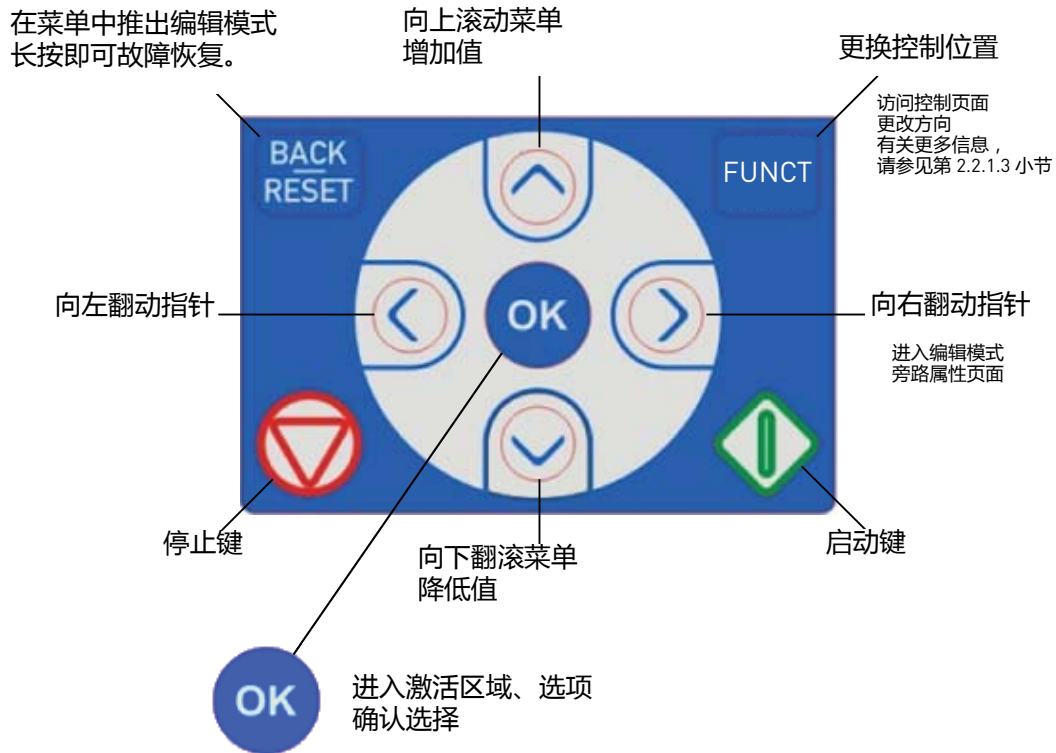 在菜单中推出编辑模式
长按即可故障恢复。
向上滚动菜单
增加值
更换控制位置
访问控制页面
更改方向
有关更多信息，
请参见第 2.2.1.3 小节
BACK
RESET
FUNCT
向左翻动指针
OK
向右翻动指针
进入编辑模式
旁路属性页面
停止键
向下翻滚菜单
降低值
启动键
OK
进入激活区域、选项
确认选择